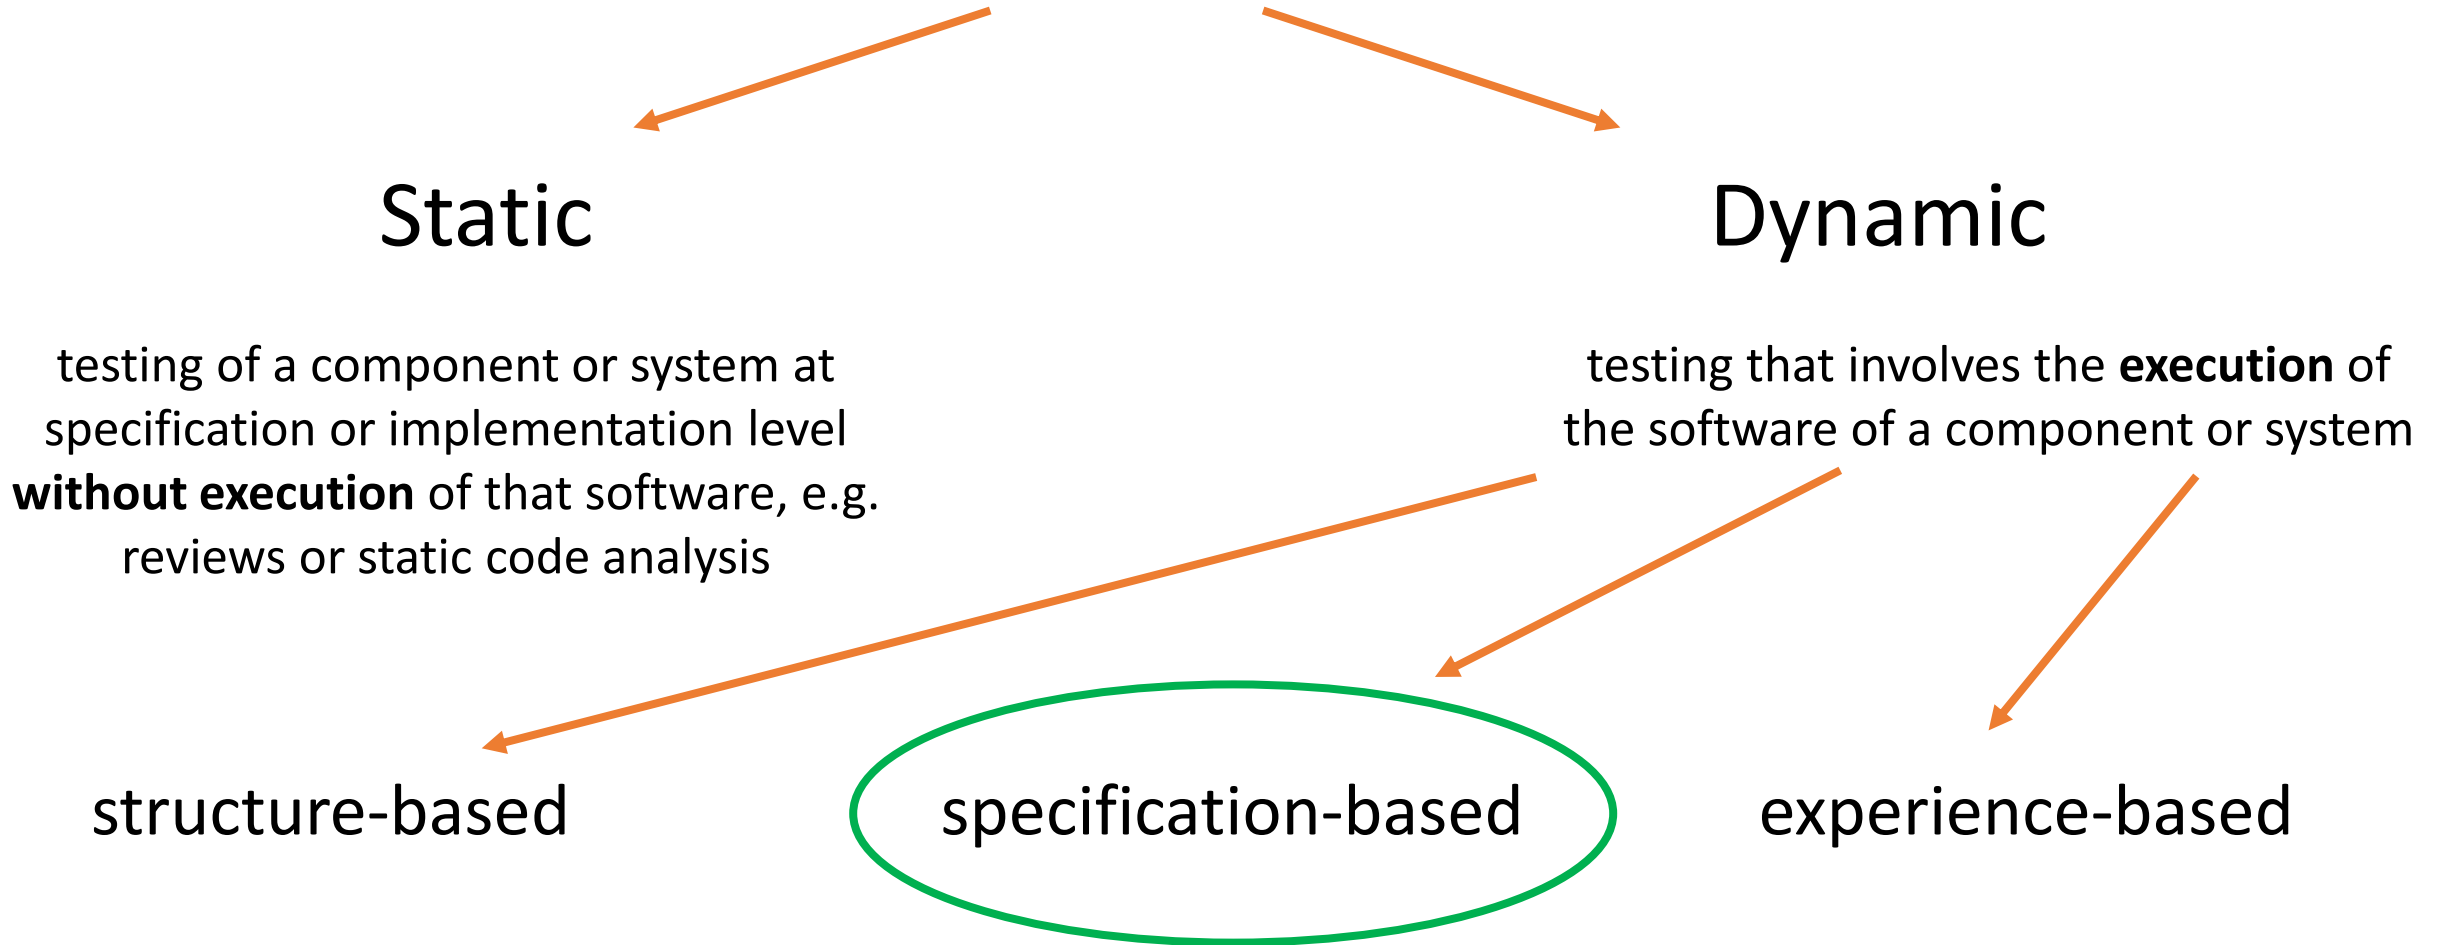 Static
Dynamic
testing of a component or system at
specification or implementation level
without execution of that software, e.g.
reviews or static code analysis
testing that involves the execution of
the software of a component or system
structure-based
specification-based
experience-based